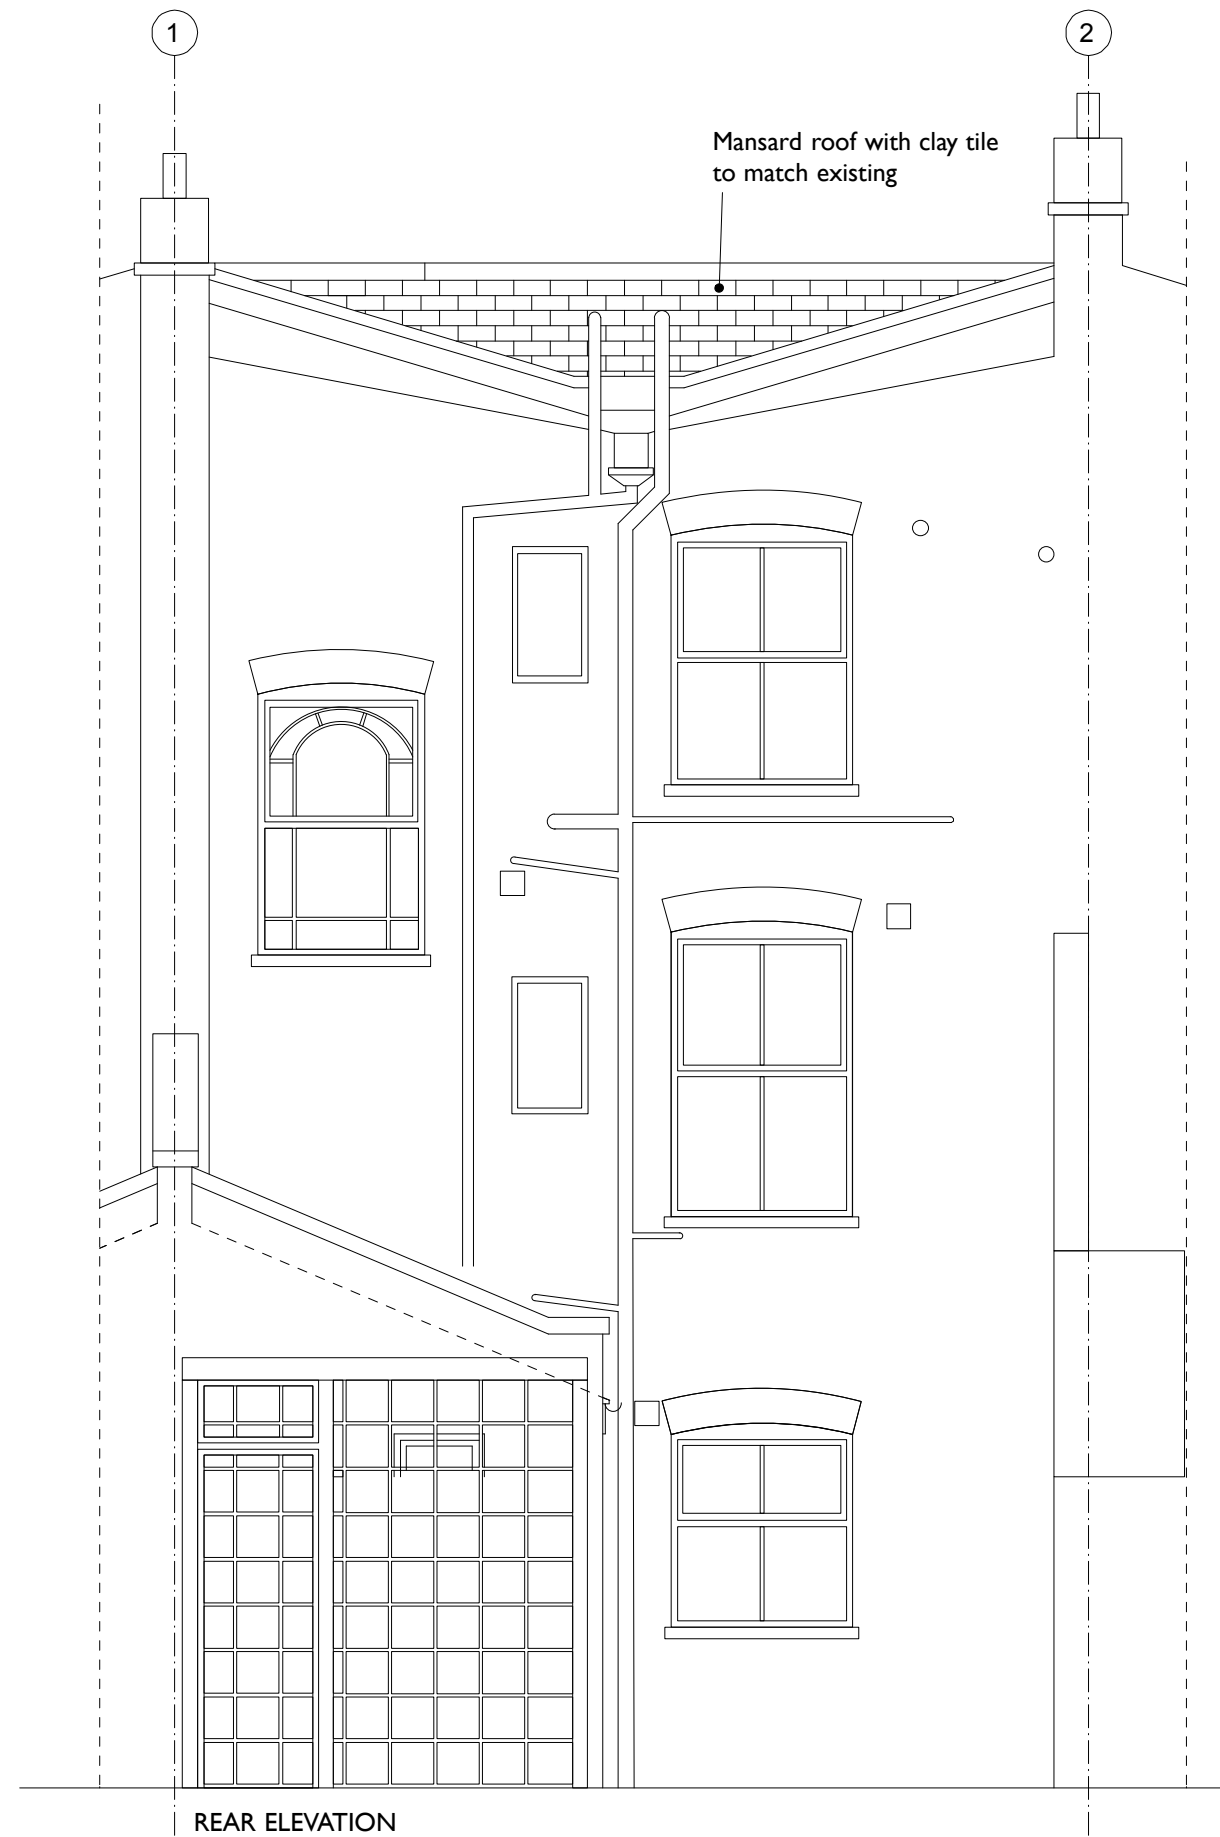 1
2
Mansard roof with clay tile
to match existing
REAR ELEVATION